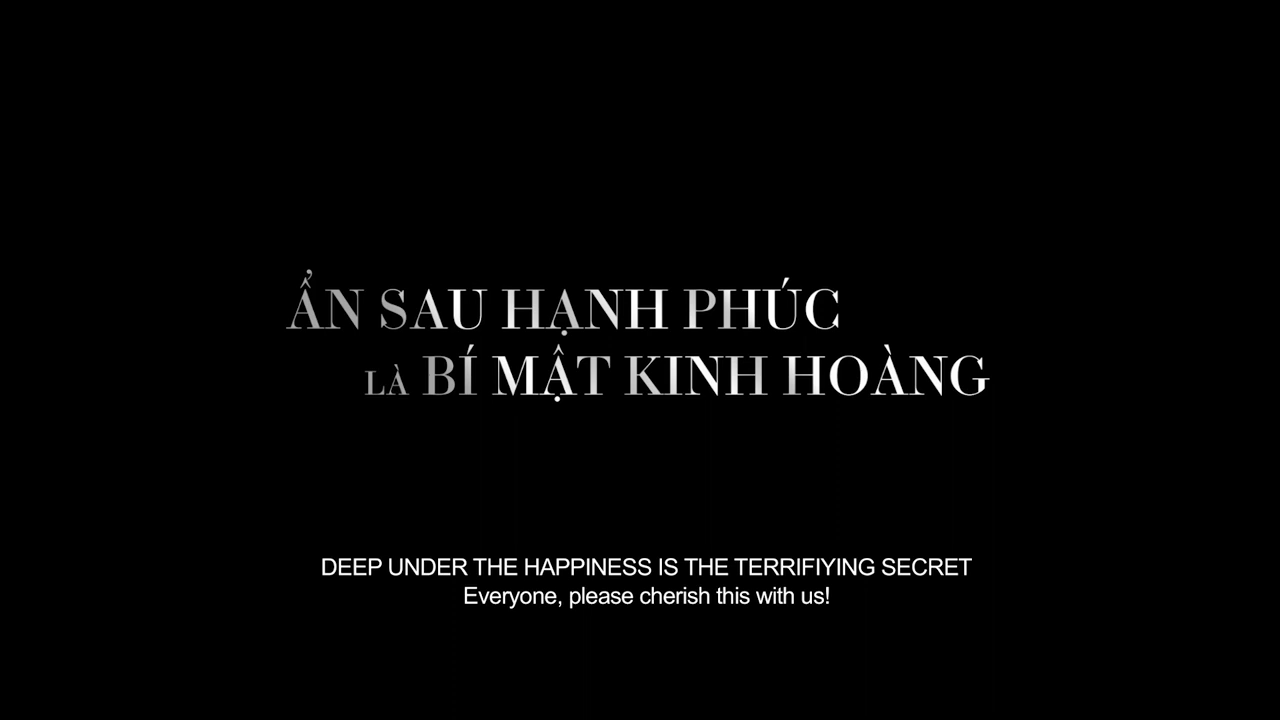 ẨN SAU HẠNH PHÚC
LÀ BÍ MẬT KINH HOÀNG
DEEP UNDER THE HAPPINESS IS THE TERRIFIYING SECRET
Everyone, please cherish this with us!